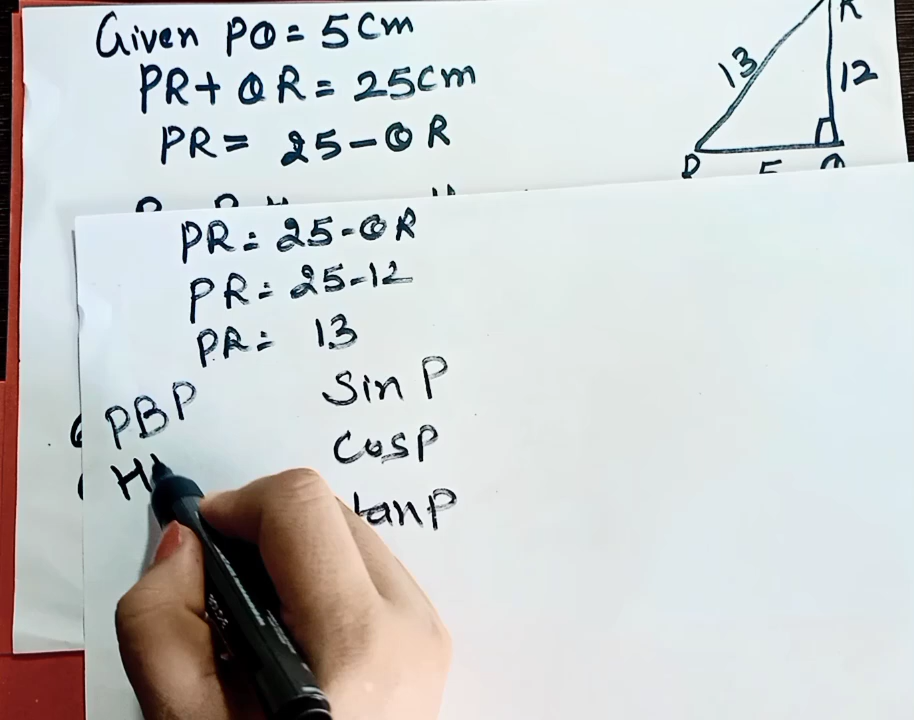 Given PQ = 5cm
PR + QR = 25cm
PR = 25 - QR
R
13
12
P
5
Q
PR = 25 - QR
PR = 25 - 12
PR = 13
Sin P
PBP
Cos P
tan P